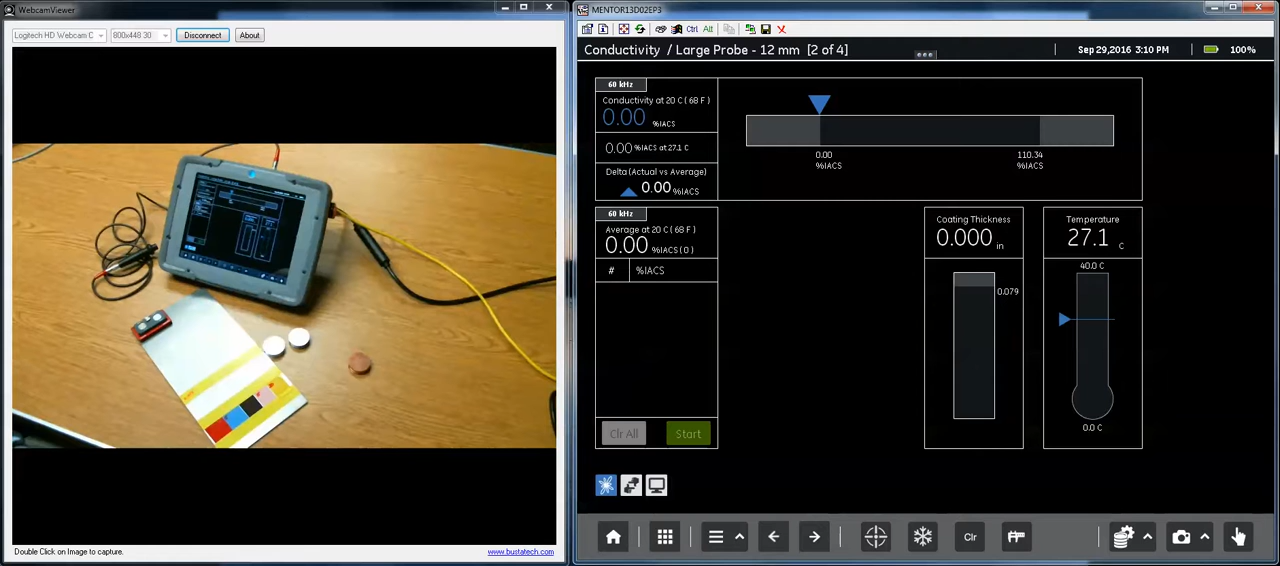 WebcamViewer
Logitech HD Webcam C
800x448 30
Disconnect
About
Double Click on Image to capture.
www.bustatech.com
MENTOR13D02EP3
Ctrl
Alt
Conductivity / Large Probe - 12 mm [2 of 4]
Sep 29,2016 3:10 PM
100%
60 kHz
Conductivity at 20 C ( 68 F )
0.00 %IACS
0.00 %IACS at 27.1 C
Delta (Actual vs Average)
0.00 %IACS
0.00
%IACS
110.34
%IACS
60 kHz
Average at 20 C ( 68 F )
0.00 %IACS ( 0 )
# %IACS
Clr All
Start
Coating Thickness
0.000 in
0.079
Temperature
27.1 C
40.0 C
0.0 C
Clr